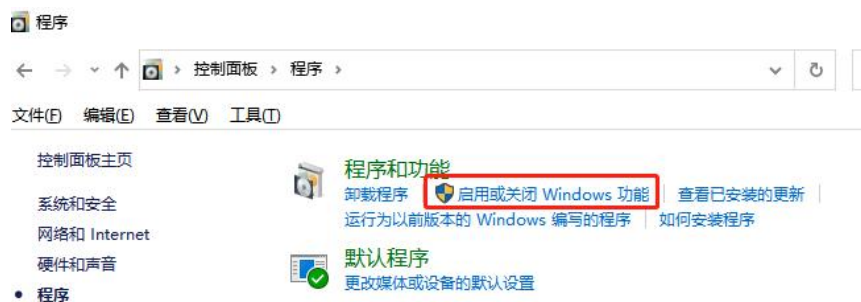 程序
控制面板 › 程序 ›
文件(F) 编辑(E) 查看(V) 工具(T)
控制面板主页
系统和安全
网络和 Internet
硬件和声音
程序
程序和功能
卸载程序 启用或关闭 Windows 功能 查看已安装的更新
运行为以前版本的 Windows 编写的程序 如何安装程序
默认程序
更改媒体或设备的默认设置